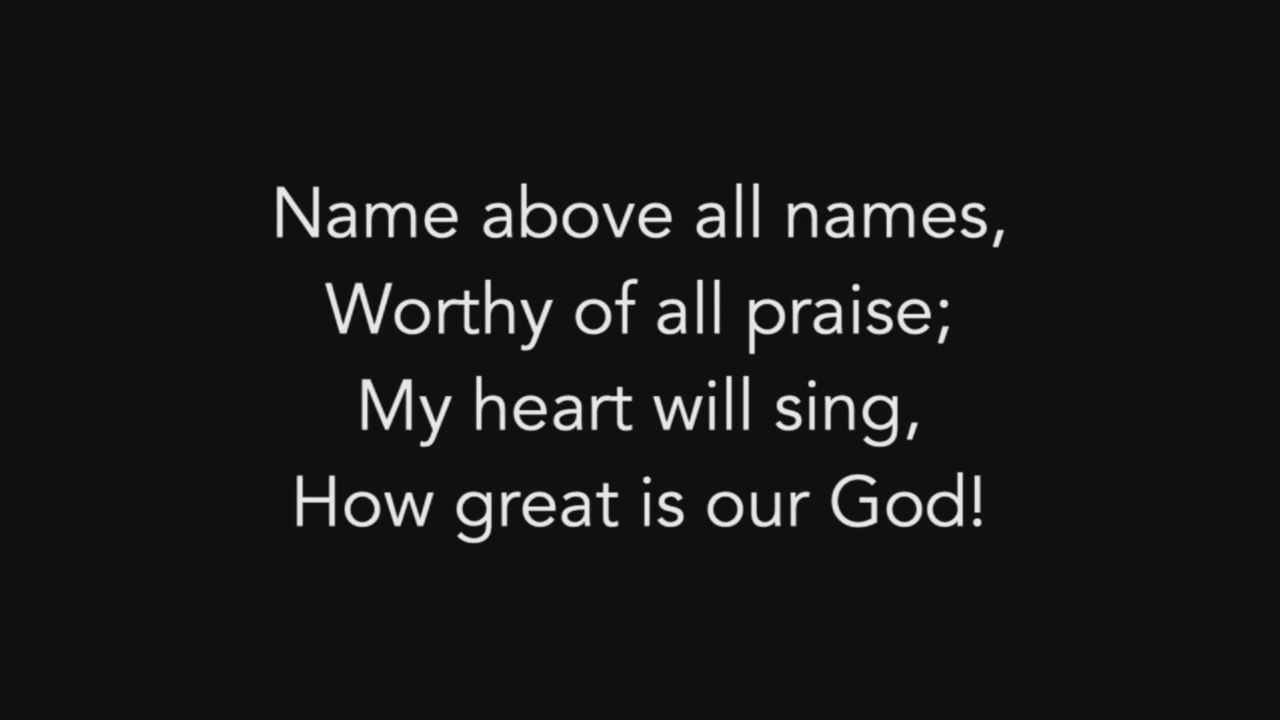 Name above all names,
Worthy of all praise;
My heart will sing,
How great is our God!